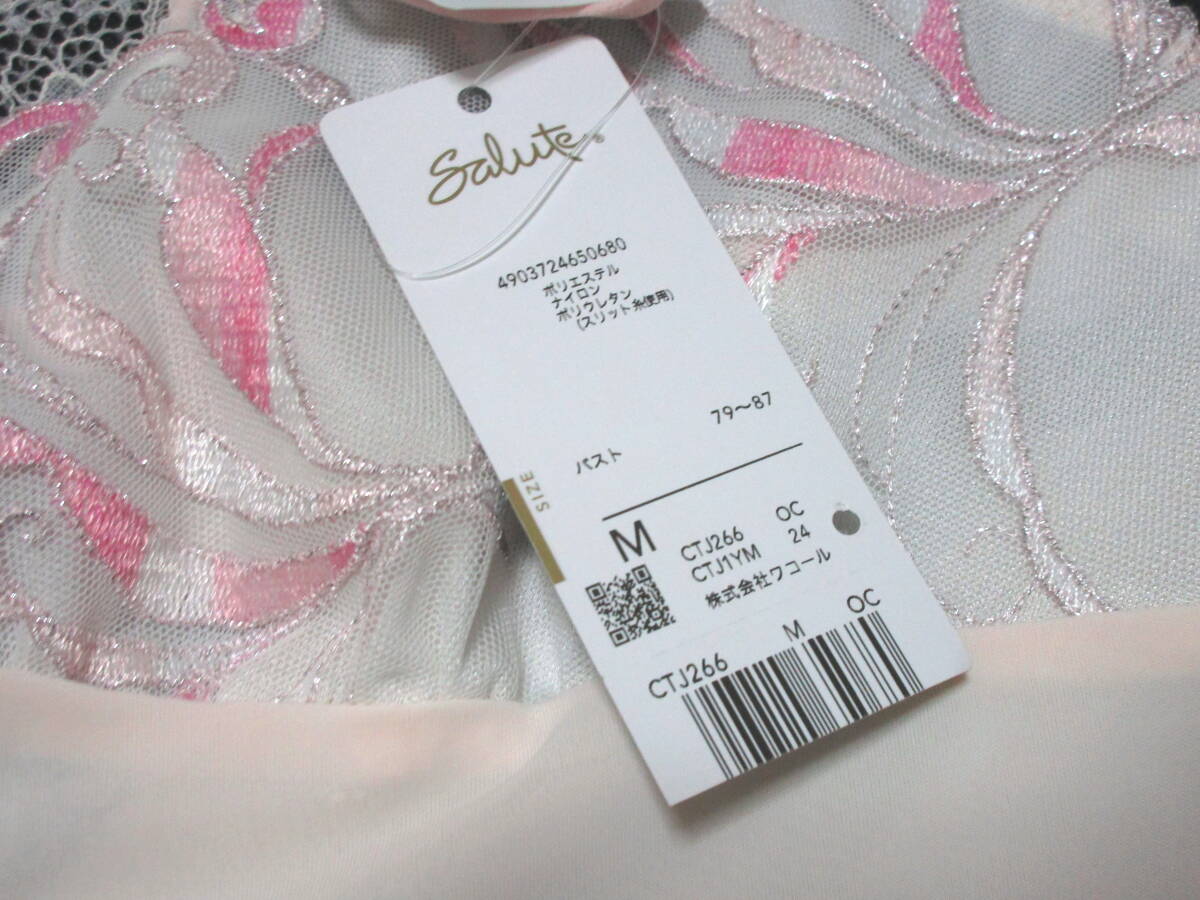 Salute®
4903724650680
ポリエステル
ナイロン
ポリウレタン
(スリット糸使用)
バスト 79～87
SIZE
M
CTJ266 OC
CTJ1YM 24
株式会社ワコール
CTJ266 M OC